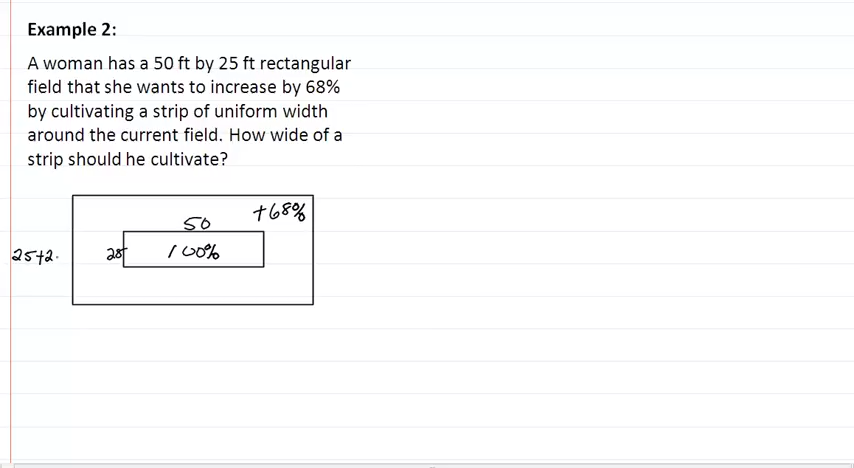 Example 2:
A woman has a 50 ft by 25 ft rectangular
field that she wants to increase by 68%
by cultivating a strip of uniform width
around the current field. How wide of a
strip should he cultivate?
+68%
50
25+2.
25
100%